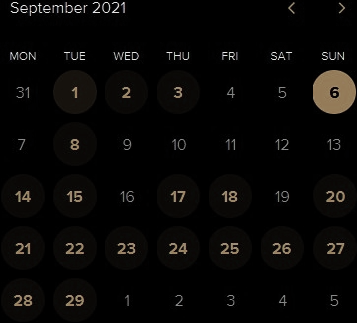 September 2021 < >
MON TUE WED THU FRI SAT SUN
31 1 2 3 4 5 6
7 8 9 10 11 12 13
14 15 16 17 18 19 20
21 22 23 24 25 26 27
28 29 1 2 3 4 5